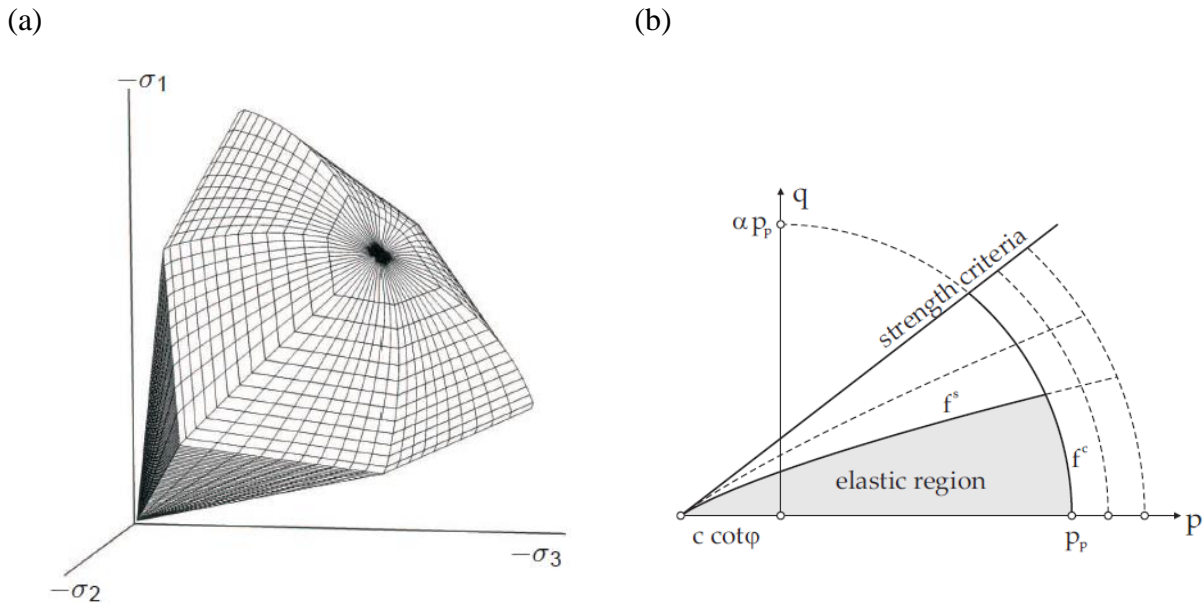 (a)
(b)
−σ1
−σ2
−σ3
q
α pp
strength criteria
f^s
f^c
elastic region
c cotφ
pp
p